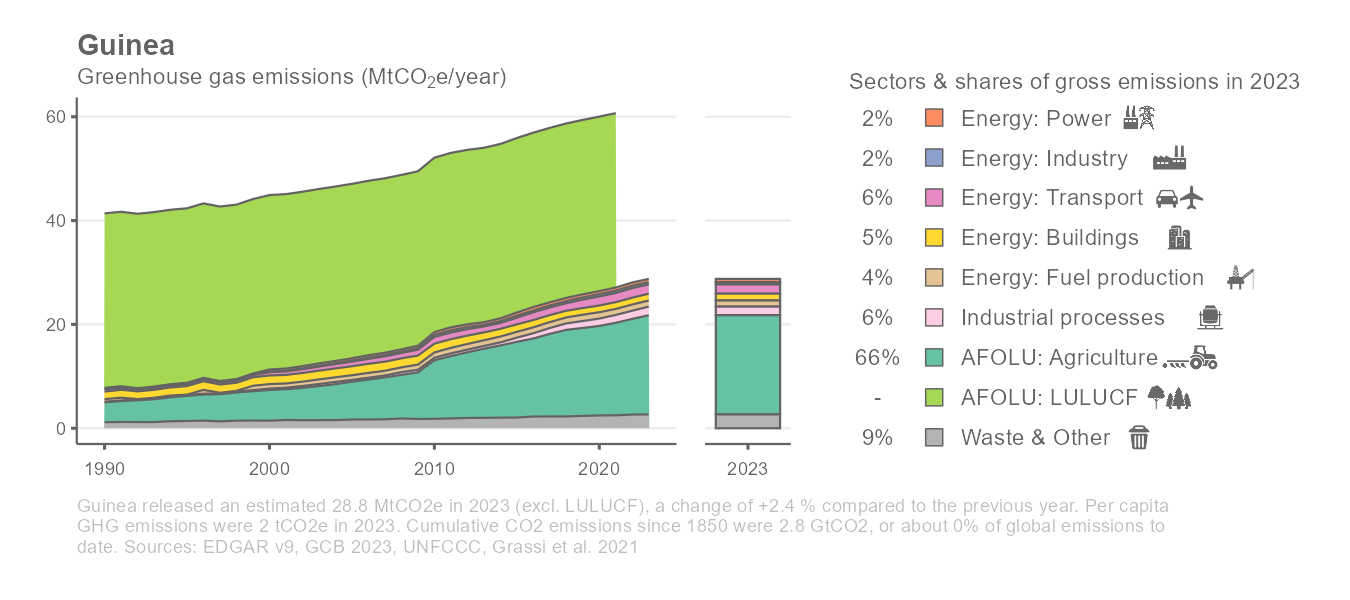 Guinea
Greenhouse gas emissions (MtCO₂e/year)
60
40
20
0
1990
2000
2010
2020
2023
Sectors & shares of gross emissions in 2023
2% Energy: Power
2% Energy: Industry
6% Energy: Transport
5% Energy: Buildings
4% Energy: Fuel production
6% Industrial processes
66% AFOLU: Agriculture
- AFOLU: LULUCF
9% Waste & Other
Guinea released an estimated 28.8 MtCO2e in 2023 (excl. LULUCF), a change of +2.4 % compared to the previous year. Per capita
GHG emissions were 2 tCO2e in 2023. Cumulative CO2 emissions since 1850 were 2.8 GtCO2, or about 0% of global emissions to
date. Sources: EDGAR v9, GCB 2023, UNFCCC, Grassi et al. 2021